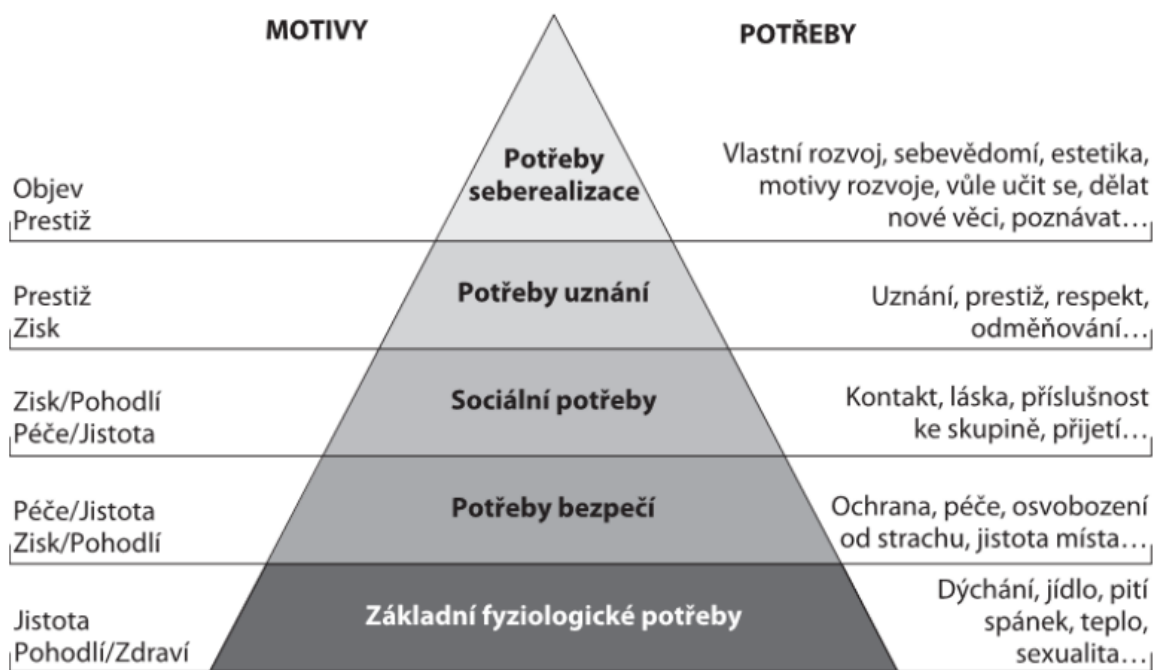 MOTIVY
POTŘEBY
Objev
Prestiž
Potřeby
seberealizace
Vlastní rozvoj, sebevědomí, estetika,
motivy rozvoje, vůle učit se, dělat
nové věci, poznávat…
Prestiž
Zisk
Potřeby uznání
Uznání, prestiž, respekt,
odměňování…
Zisk/Pohodlí
Péče/Jistota
Sociální potřeby
Kontakt, láska, příslušnost
ke skupině, přijetí…
Péče/Jistota
Zisk/Pohodlí
Potřeby bezpečí
Ochrana, péče, osvobození
od strachu, jistota místa…
Jistota
Pohodlí/Zdraví
Základní fyziologické potřeby
Dýchání, jídlo, pití
spánek, teplo,
sexualita…